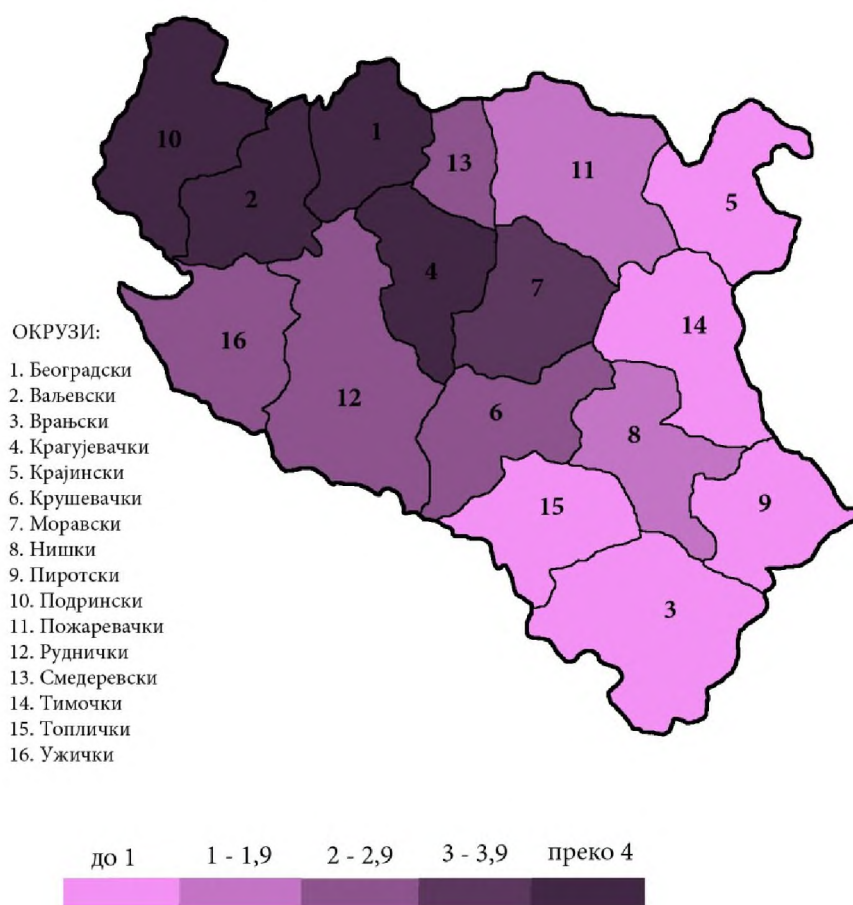 10
1
13
11
5
2
4
7
14
16
12
6
8
15
9
3
ОКРУЗИ:
1. Београдски
2. Ваљевски
3. Врањски
4. Крагујевачки
5. Крајински
6. Крушевачки
7. Моравски
8. Нишки
9. Пиротски
10. Подрински
11. Пожаревачки
12. Руднички
13. Смедеревски
14. Тимочки
15. Топлички
16. Ужички
до 1 1 - 1,9 2 - 2,9 3 - 3,9 преко 4